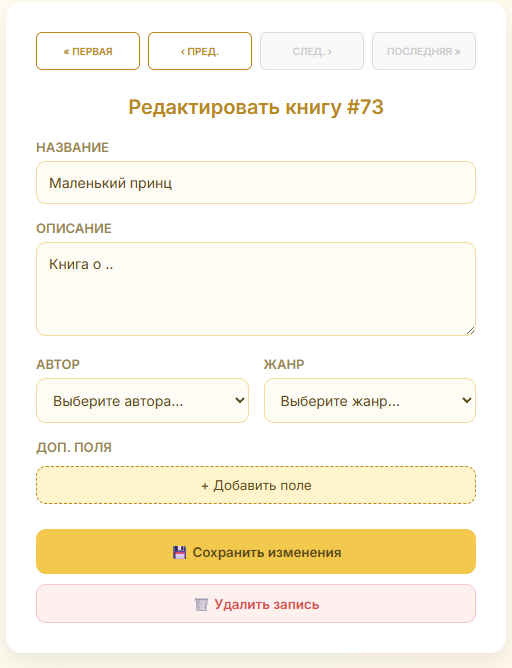 « ПЕРВАЯ ‹ ПРЕД. СЛЕД. › ПОСЛЕДНЯЯ »
Редактировать книгу #73
НАЗВАНИЕ
Маленький принц
ОПИСАНИЕ
Книга о ..
АВТОР ЖАНР
Выберите автора... Выберите жанр...
ДОП. ПОЛЯ
+ Добавить поле
💾 Сохранить изменения
🗑️ Удалить запись